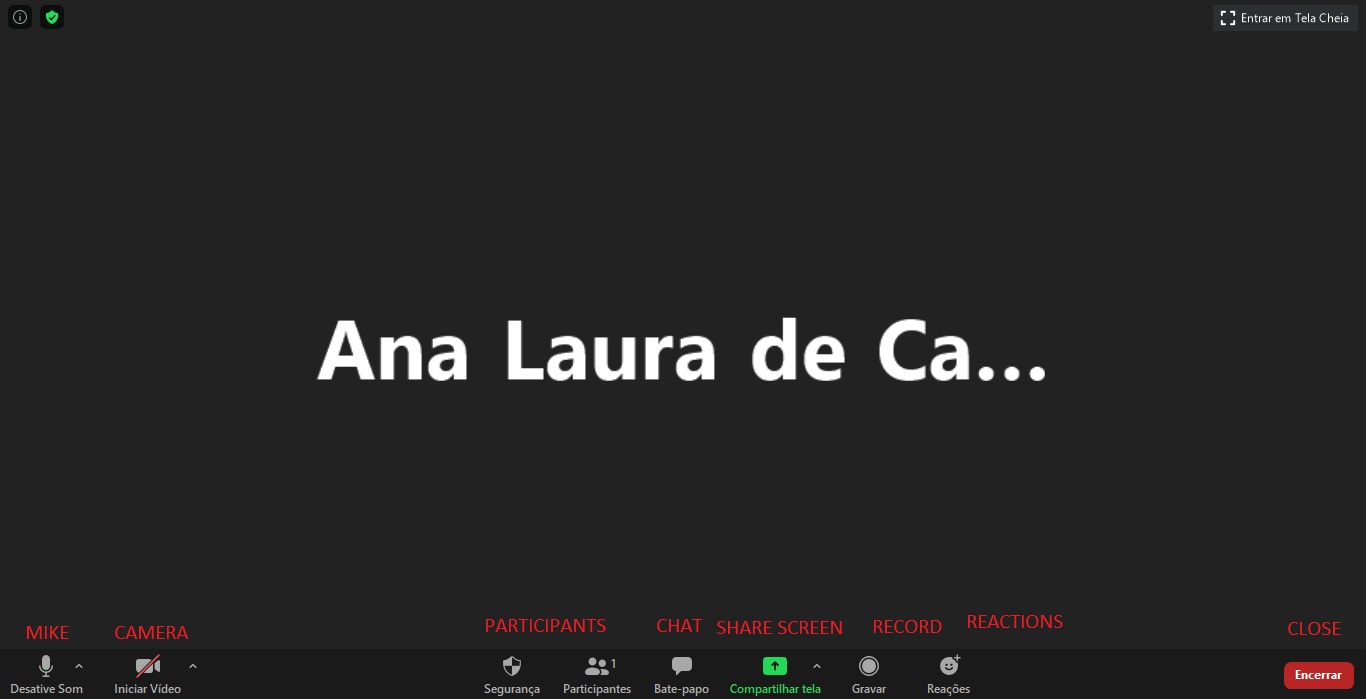 Entrar em Tela Cheia
Ana Laura de Ca...
MIKE CAMERA PARTICIPANTS CHAT SHARE SCREEN RECORD REACTIONS CLOSE
1
Desative Som Iniciar Vídeo Segurança Participantes Bate-papo Compartilhar tela Gravar Reações Encerrar